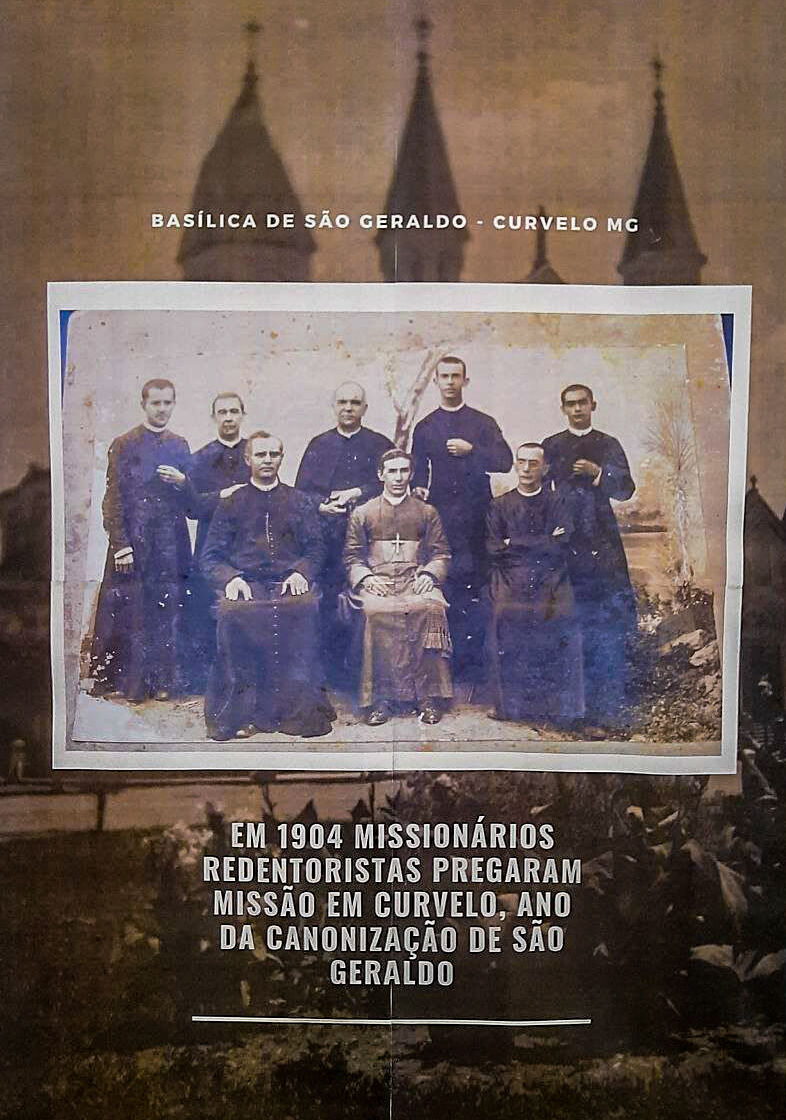 BASÍLICA DE SÃO GERALDO - CURVELO MG
EM 1904 MISSIONÁRIOS
REDENTORISTAS PREGARAM
MISSÃO EM CURVELO, ANO
DA CANONIZAÇÃO DE SÃO
GERALDO